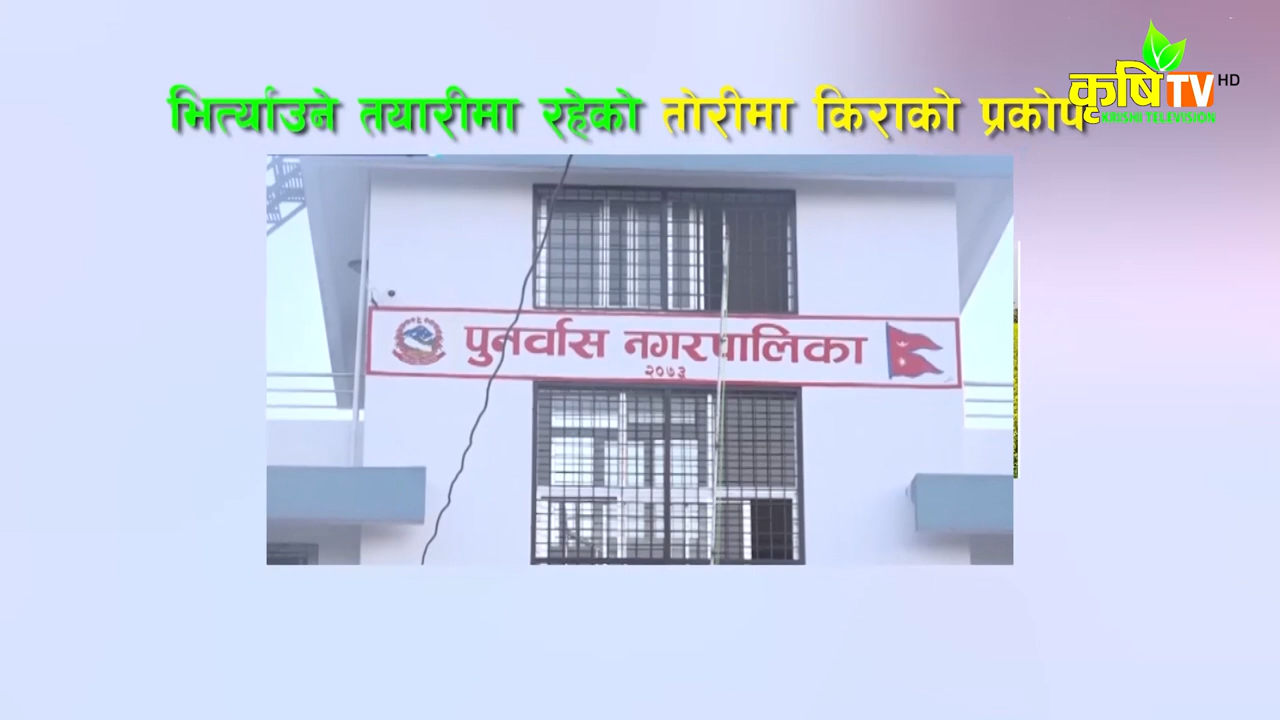 भित्र्याउने तयारीमा रहेको तोरीमा किराको प्रकोप
कृषि TV HD
KRISHI TELEVISION
पुनर्वास नगरपालिका
२०७३